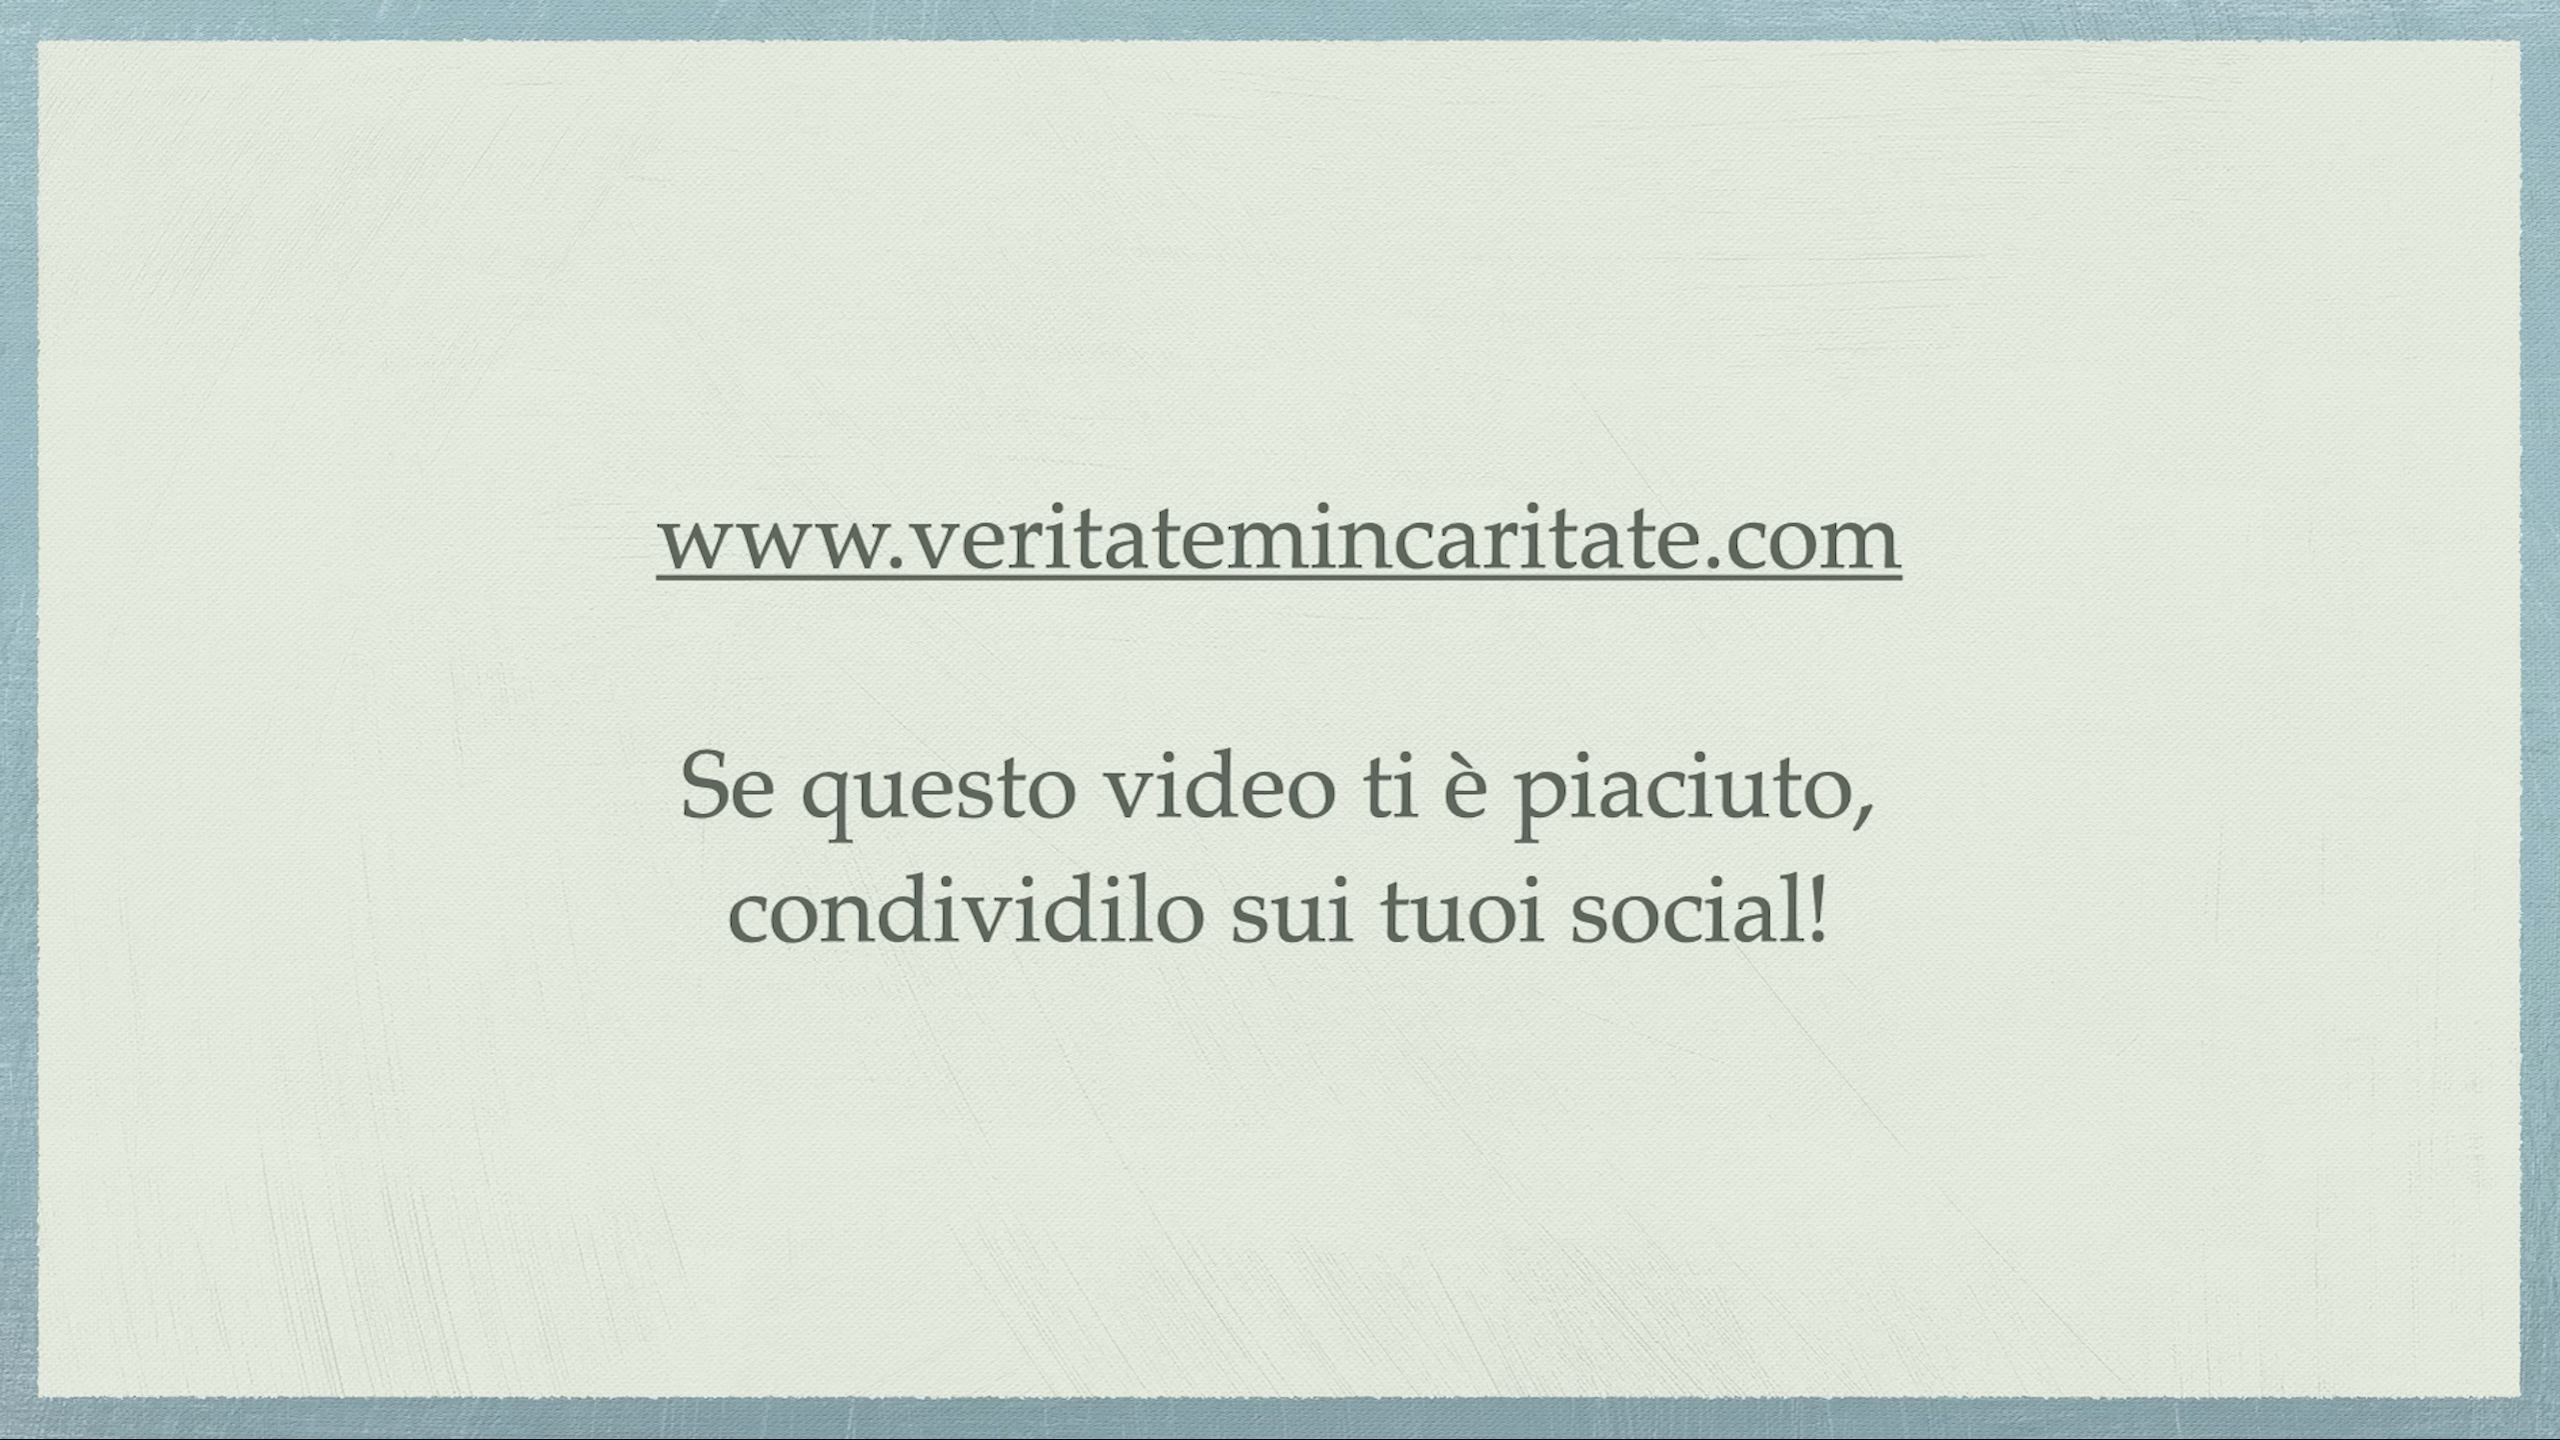 www.veritatemincaritate.com
Se questo video ti è piaciuto,
condividilo sui tuoi social!